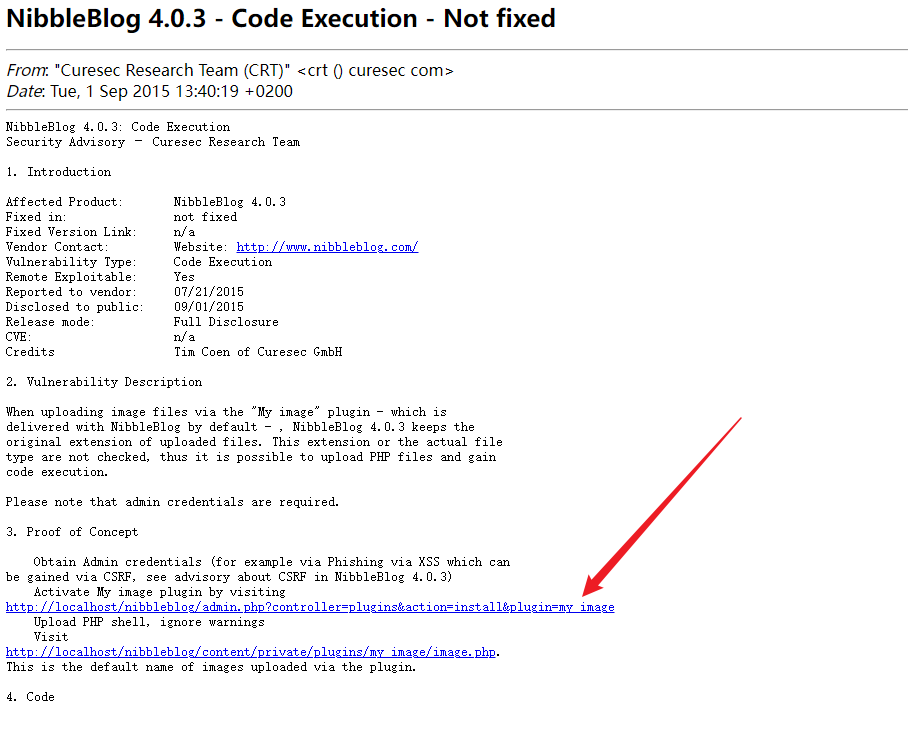 NibbleBlog 4.0.3 - Code Execution - Not fixed
From: "Curesec Research Team (CRT)" <crt () curesec com>
Date: Tue, 1 Sep 2015 13:40:19 +0200
NibbleBlog 4.0.3: Code Execution
Security Advisory – Curesec Research Team
1. Introduction
Affected Product: NibbleBlog 4.0.3
Fixed in: not fixed
Fixed Version Link: n/a
Vendor Contact: Website: http://www.nibbleblog.com/
Vulnerability Type: Code Execution
Remote Exploitable: Yes
Reported to vendor: 07/21/2015
Disclosed to public: 09/01/2015
Release mode: Full Disclosure
CVE: n/a
Credits Tim Coen of Curesec GmbH
2. Vulnerability Description
When uploading image files via the "My image" plugin - which is
delivered with NibbleBlog by default - , NibbleBlog 4.0.3 keeps the
original extension of uploaded files. This extension or the actual file
type are not checked, thus it is possible to upload PHP files and gain
code execution.
Please note that admin credentials are required.
3. Proof of Concept
Obtain Admin credentials (for example via Phishing via XSS which can
be gained via CSRF, see advisory about CSRF in NibbleBlog 4.0.3)
Activate My image plugin by visiting
http://localhost/nibbleblog/admin.php?controller=plugins&action=install&plugin=my_image
Upload PHP shell, ignore warnings
Visit
http://localhost/nibbleblog/content/private/plugins/my_image/image.php.
This is the default name of images uploaded via the plugin.
4. Code